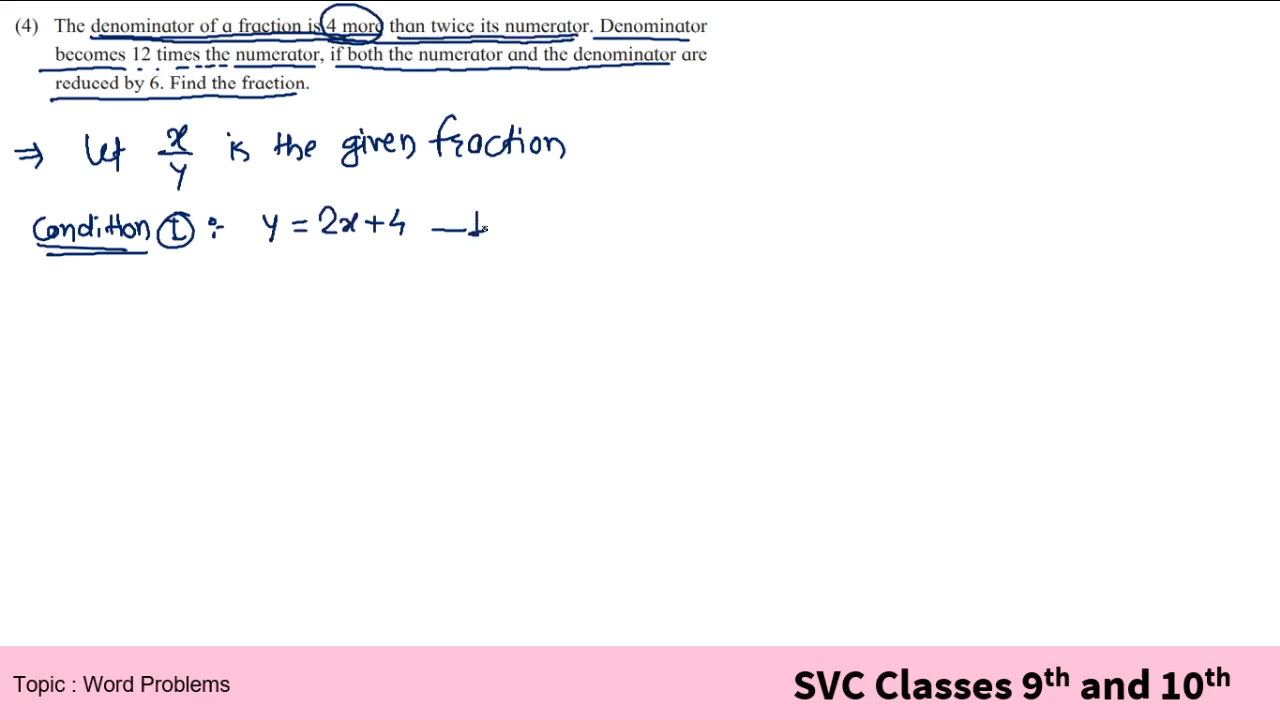 (4) The denominator of a fraction is 4 more than twice its numerator. Denominator
becomes 12 times the numerator, if both the numerator and the denominator are
reduced by 6. Find the fraction.
⇒ Let x/y is the given fraction
Condition I :- y = 2x + 4 — I
Topic : Word Problems
SVC Classes 9th and 10th